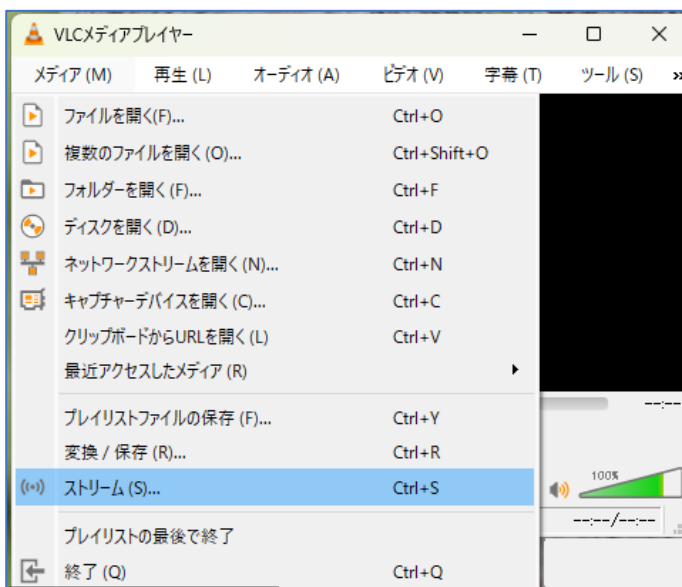 VLCメディアプレイヤー
メディア (M) 再生 (L) オーディオ (A) ビデオ (V) 字幕 (T) ツール (S) »
ファイルを開く(F)... Ctrl+O
複数のファイルを開く (O)... Ctrl+Shift+O
フォルダーを開く (F)... Ctrl+F
ディスクを開く (D)... Ctrl+D
ネットワークストリームを開く (N)... Ctrl+N
キャプチャーデバイスを開く (C)... Ctrl+C
クリップボードからURLを開く (L) Ctrl+V
最近アクセスしたメディア (R)
--:--
プレイリストファイルの保存 (F)... Ctrl+Y
変換 / 保存 (R)... Ctrl+R
ストリーム (S)... Ctrl+S
100%
--:--/--:--
プレイリストの最後で終了
終了 (Q) Ctrl+Q